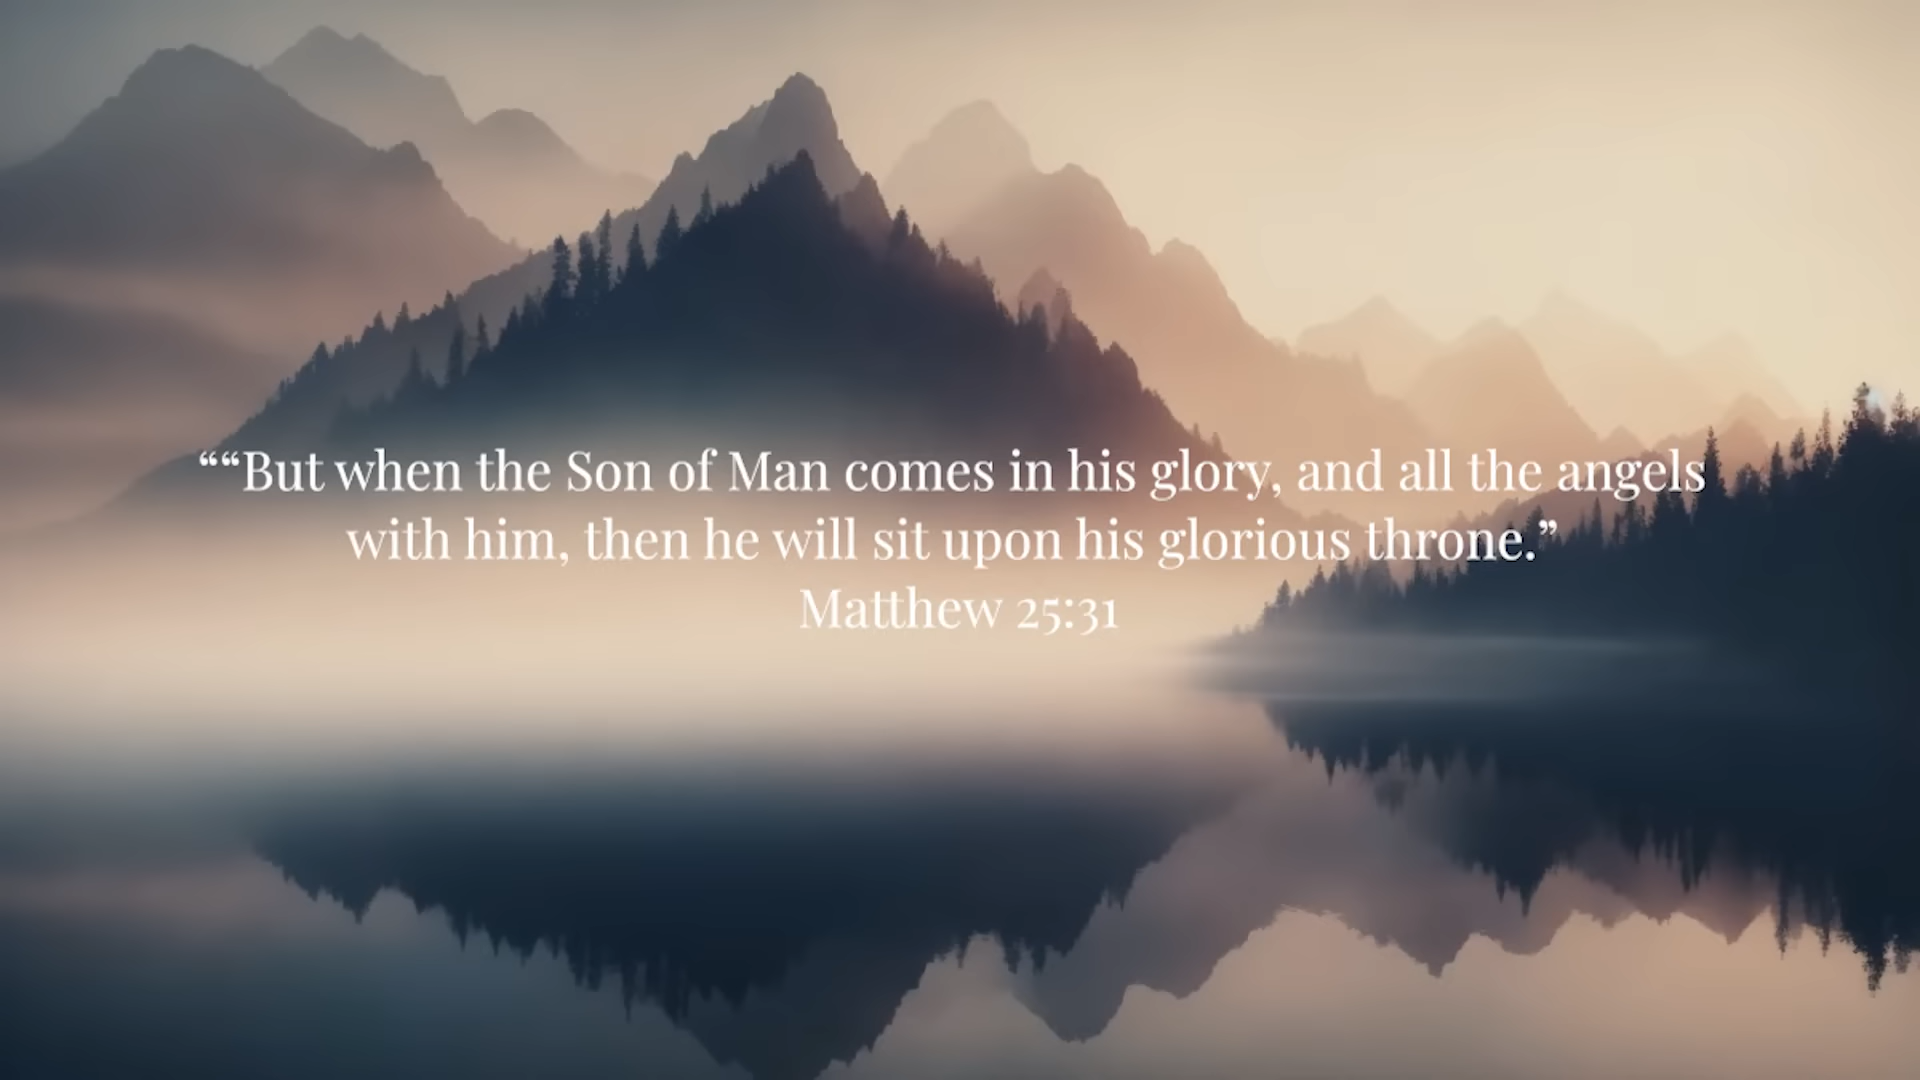 ““But when the Son of Man comes in his glory, and all the angels
with him, then he will sit upon his glorious throne.”
Matthew 25:31